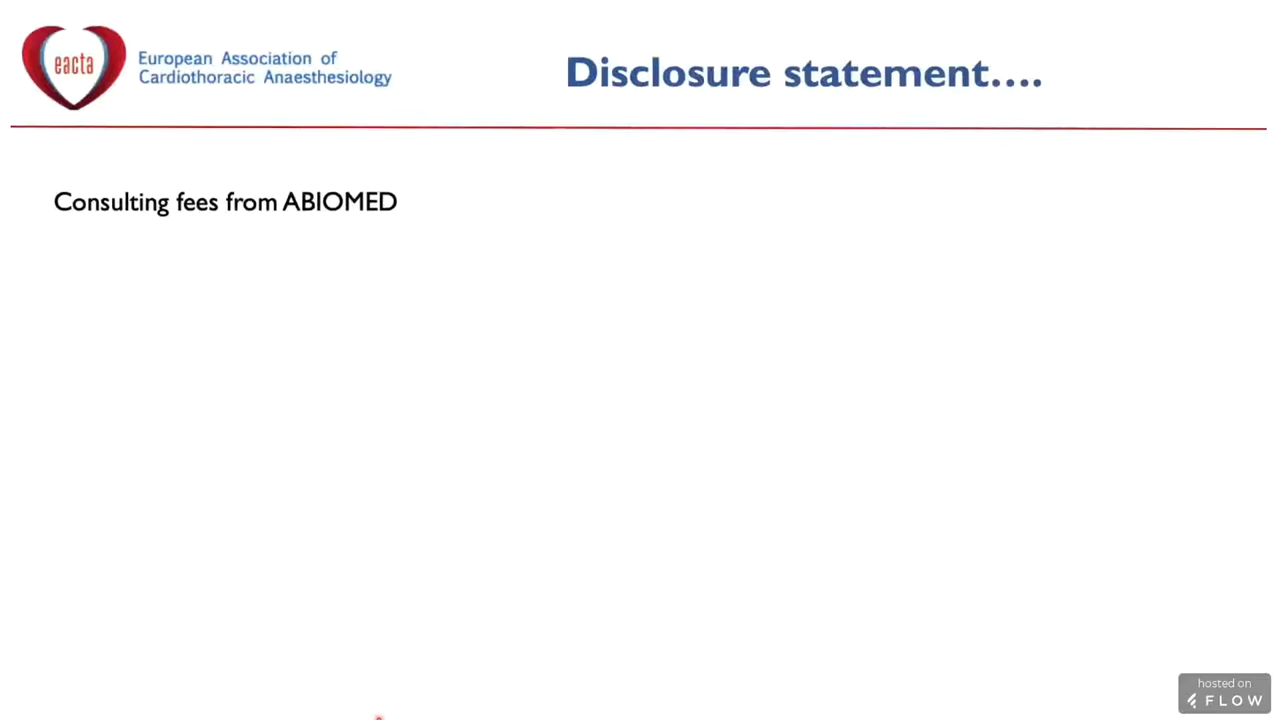 eacta
European Association of
Cardiothoracic Anaesthesiology
Disclosure statement....
Consulting fees from ABIOMED
hosted on
FLOW